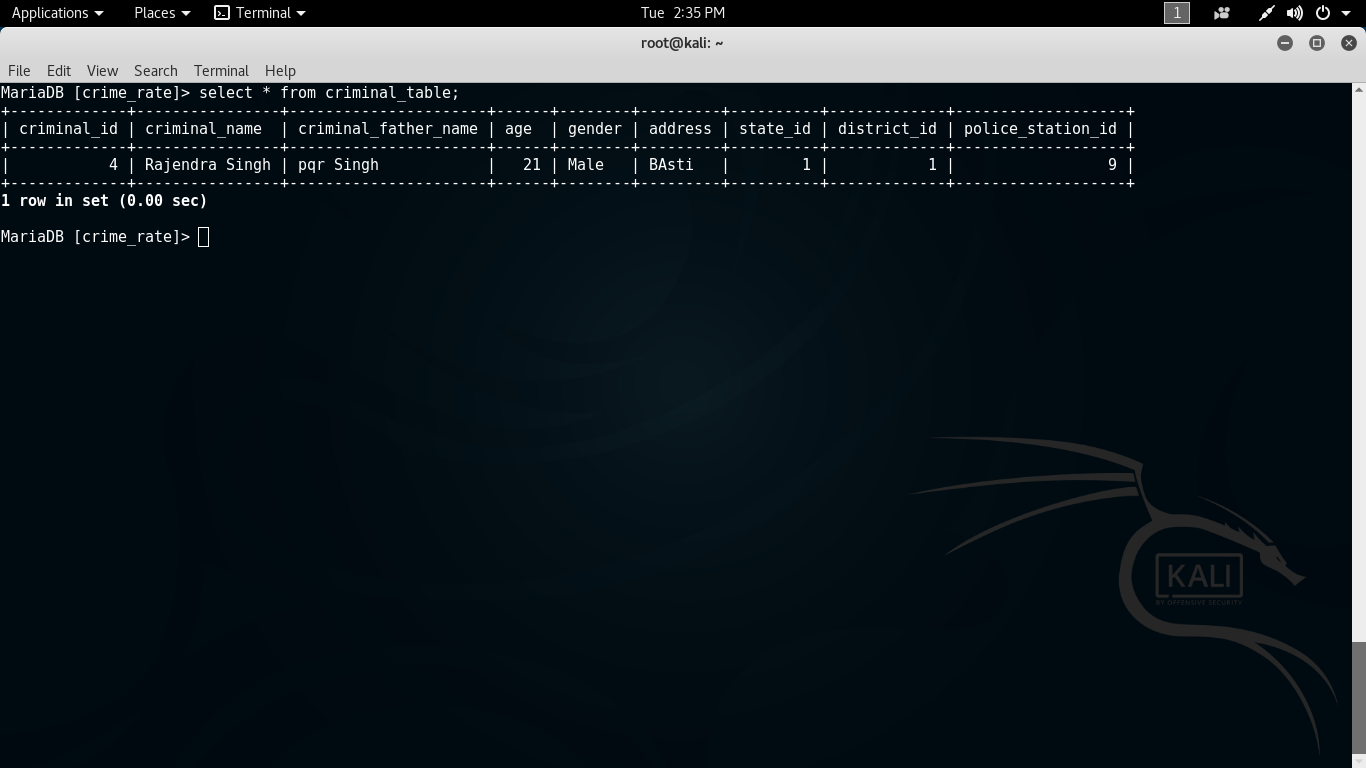 Applications Places Terminal Tue 2:35 PM 1
root@kali: ~
File Edit View Search Terminal Help
MariaDB [crime_rate]> select * from criminal_table;
+-------------+----------------+----------------------+------+--------+---------+----------+-------------+-------------------+
| criminal_id | criminal_name  | criminal_father_name | age  | gender | address | state_id | district_id | police_station_id |
+-------------+----------------+----------------------+------+--------+---------+----------+-------------+-------------------+
|           4 | Rajendra Singh | pqr Singh            |   21 | Male   | BAsti   |        1 |           1 |                 9 |
+-------------+----------------+----------------------+------+--------+---------+----------+-------------+-------------------+
1 row in set (0.00 sec)
MariaDB [crime_rate]>
KALI
BY OFFENSIVE SECURITY